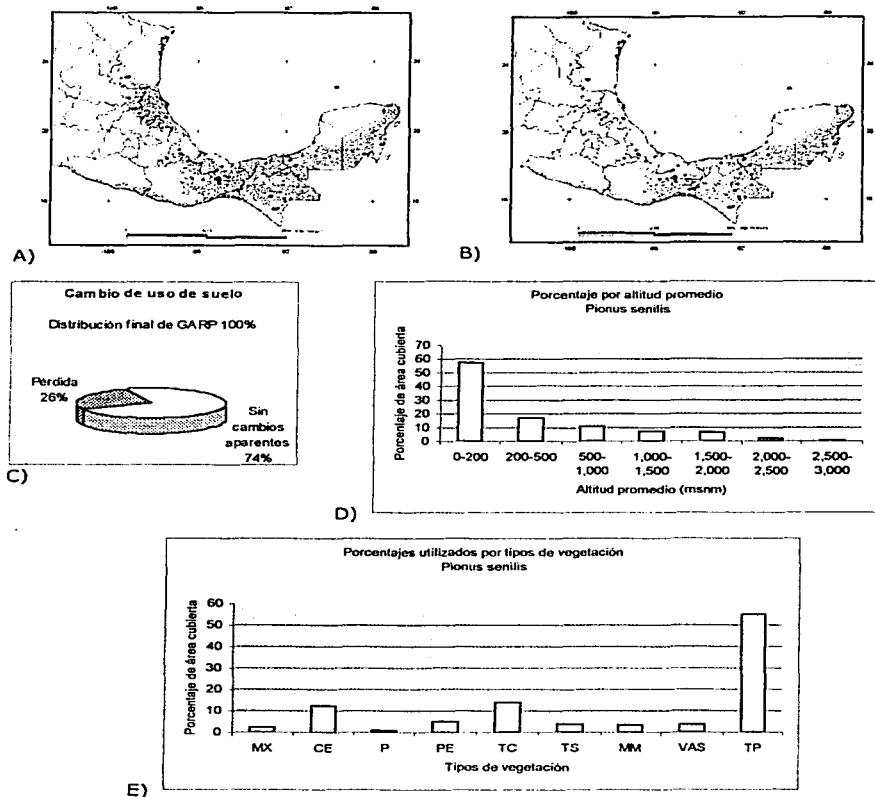 A)
B)
Cambio de uso de suelo
Distribución final de GARP 100%
Pérdida
26%
Sin
cambios
aparentes
74%
C)
Porcentaje por altitud promedio
Pionus senilis
Porcentaje de área cubierta
70
60
50
40
30
20
10
0
0-200
200-500
500-
1,000
1,000-
1,500
1,500-
2,000
2,000-
2,500
2,500-
3,000
Altitud promedio (msnm)
D)
Porcentajes utilizados por tipos de vegetación
Pionus senilis
Porcentaje de área cubierta
60
50
40
30
20
10
0
MX CE P PE TC TS MM VAS TP
Tipos de vegetación
E)